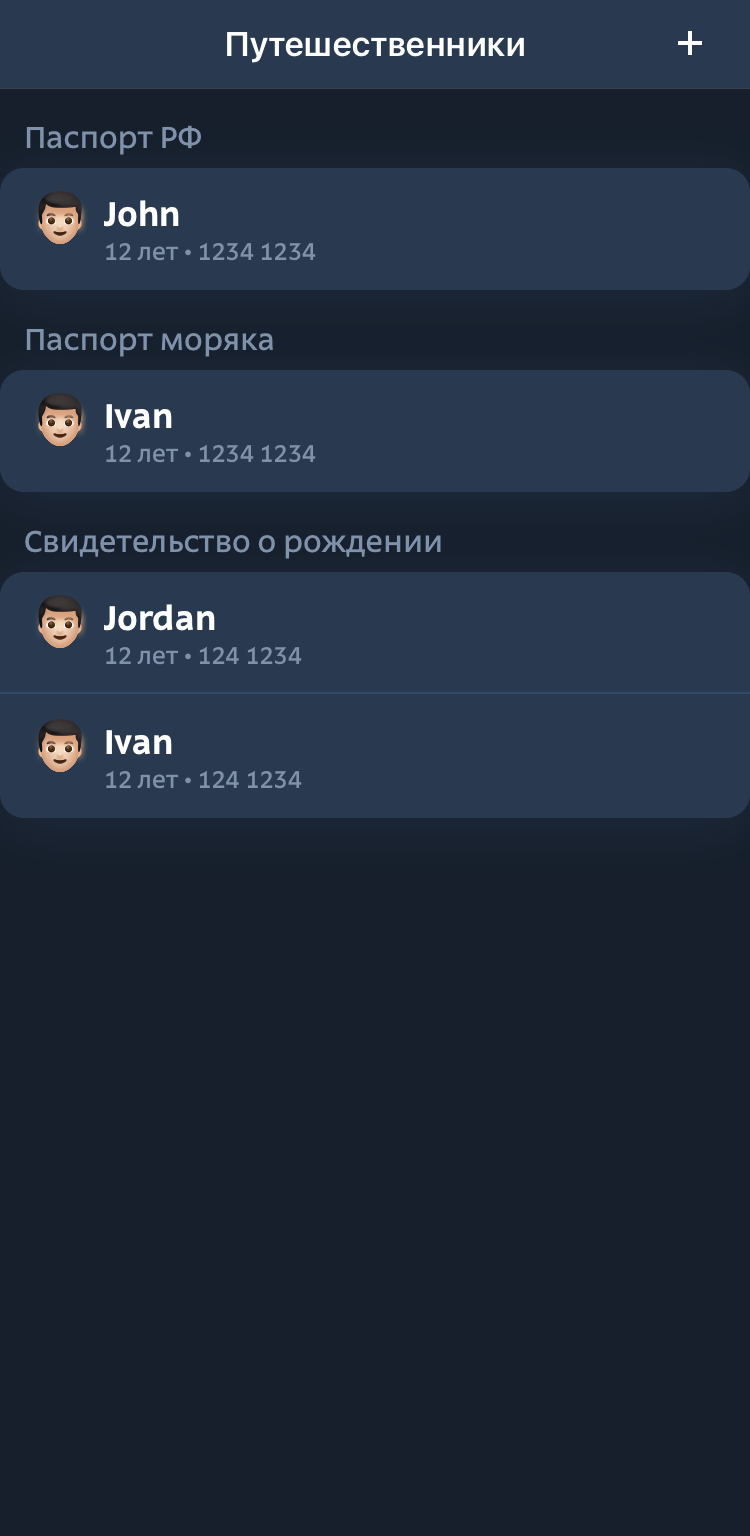 Путешественники
Паспорт РФ
John
12 лет • 1234 1234
Паспорт моряка
Ivan
12 лет • 1234 1234
Свидетельство о рождении
Jordan
12 лет • 124 1234
Ivan
12 лет • 124 1234